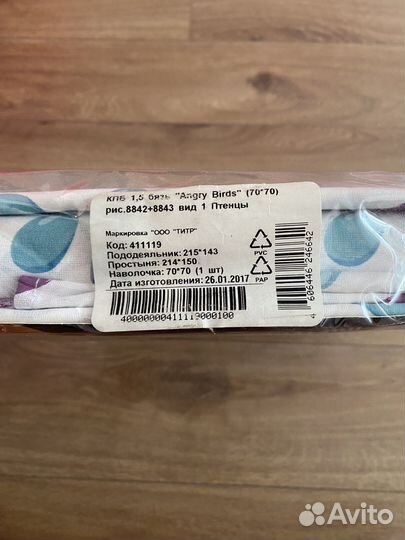 КПБ 1,5 бязь "Angry Birds" (70*70)
рис.8842+8843 вид 1 Птенцы
Маркировка "ООО "ТИТР"
Код: 411119
Пододеяльник: 215*143
Простыня: 214*150
Наволочка: 70*70 (1 шт)
Дата изготовления: 26.01.2017
PVC
PAP
40000000411119000100
4 606446 246642
Avito